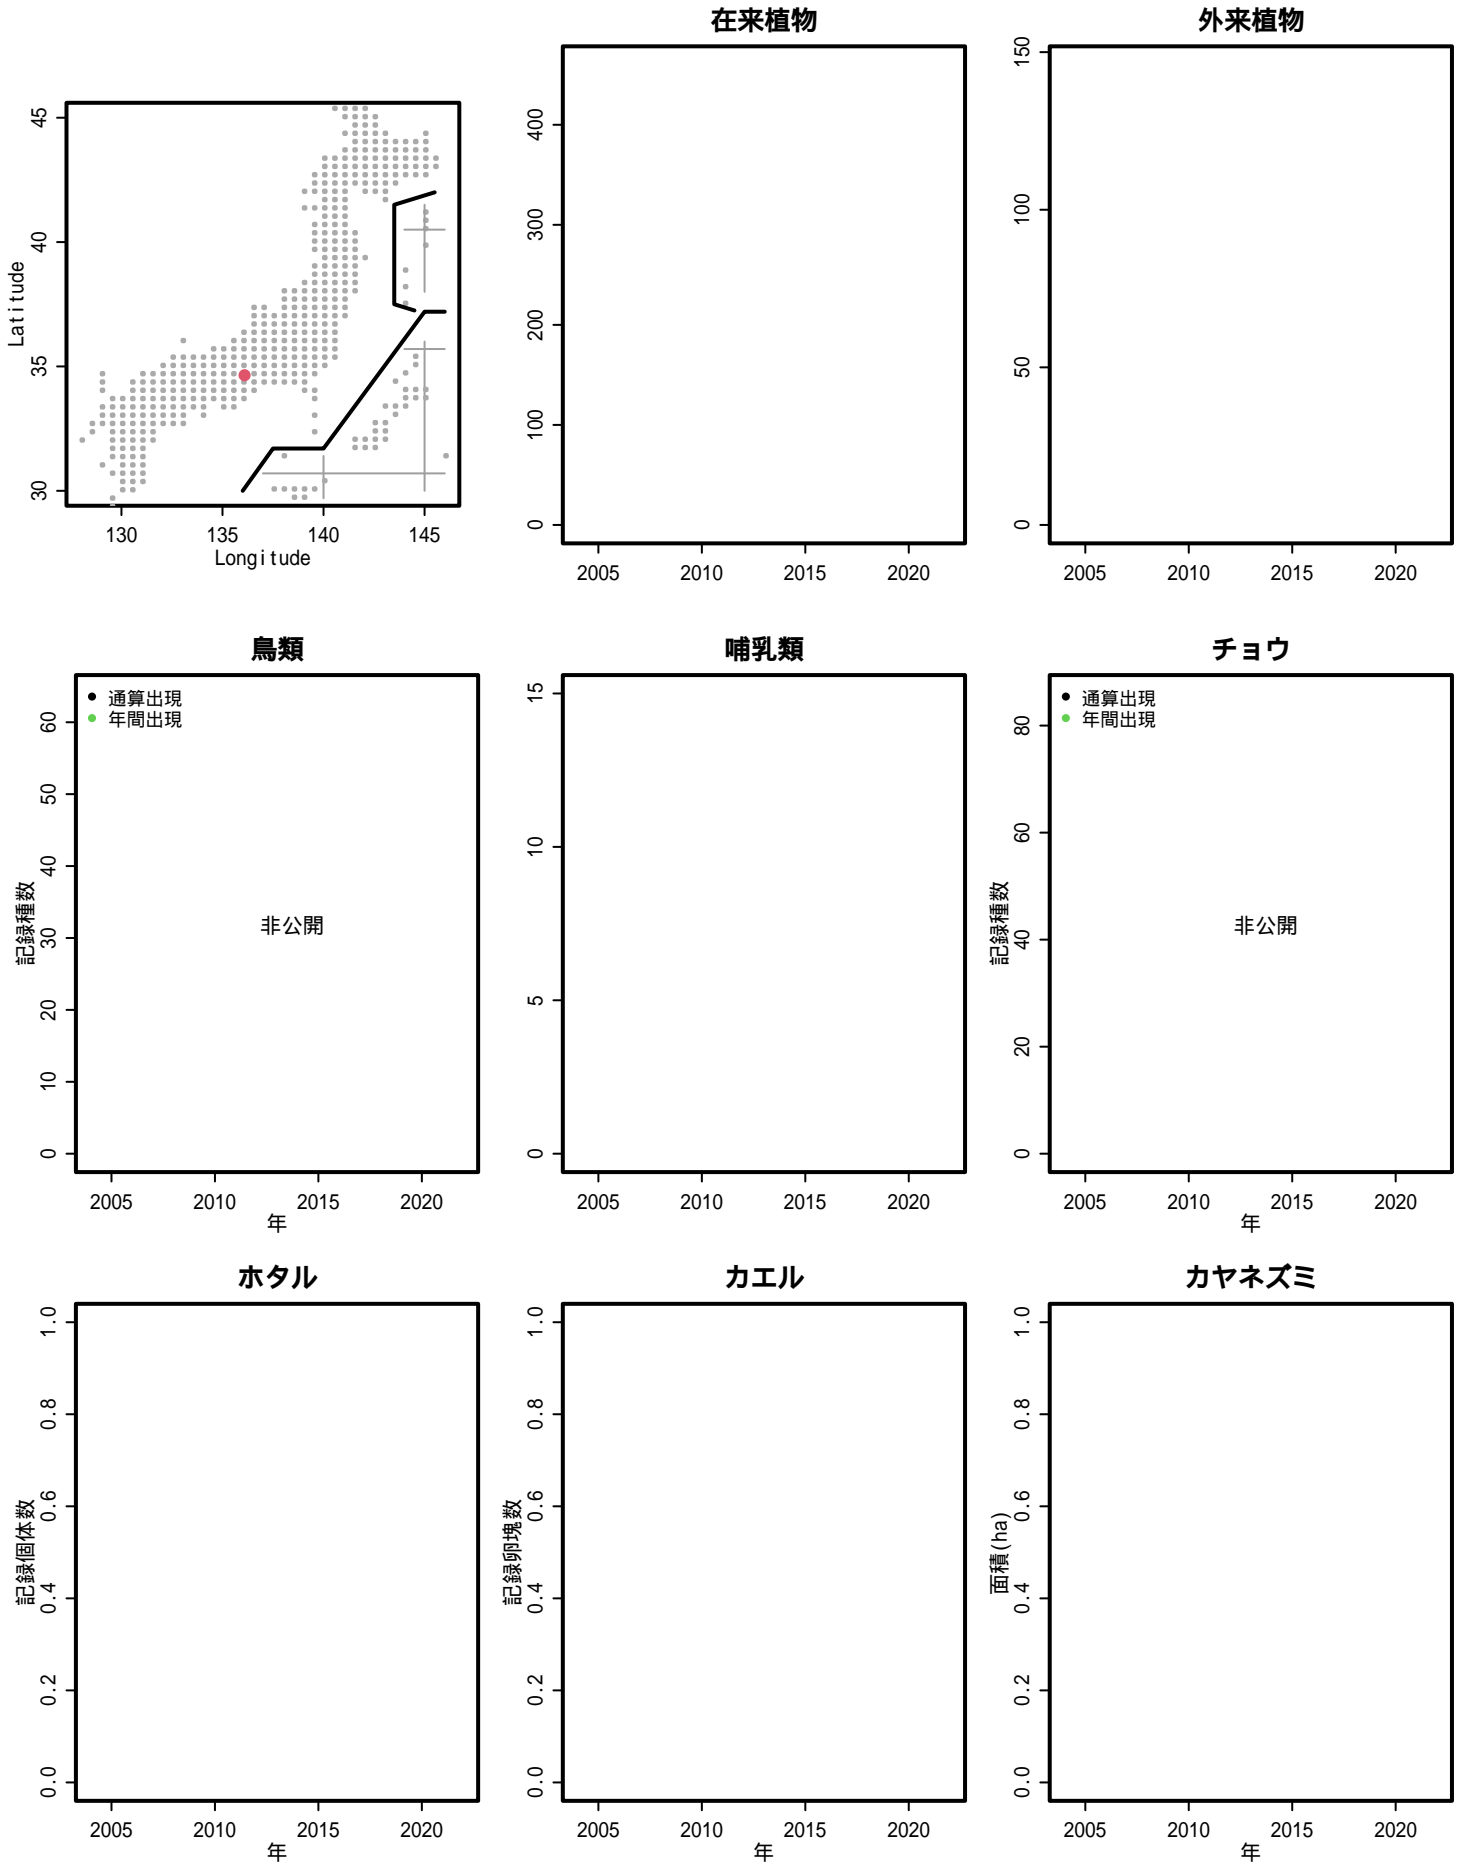 在来植物
400
300
200
100
0
2005 2010 2015 2020
外来植物
150
100
50
0
2005 2010 2015 2020
45
40
35
30
Latitude
130 135 140 145
Longitude
鳥類
通算出現
年間出現
60
50
40
30
20
10
0
記録種数
非公開
2005 2010 2015 2020
年
哺乳類
15
10
5
0
2005 2010 2015 2020
チョウ
通算出現
年間出現
80
60
40
20
0
記録種数
非公開
2005 2010 2015 2020
年
ホタル
1.0
0.8
0.6
0.4
0.2
0.0
記録個体数
2005 2010 2015 2020
年
カエル
1.0
0.8
0.6
0.4
0.2
0.0
記録卵塊数
2005 2010 2015 2020
年
カヤネズミ
1.0
0.8
0.6
0.4
0.2
0.0
面積(ha)
2005 2010 2015 2020
年